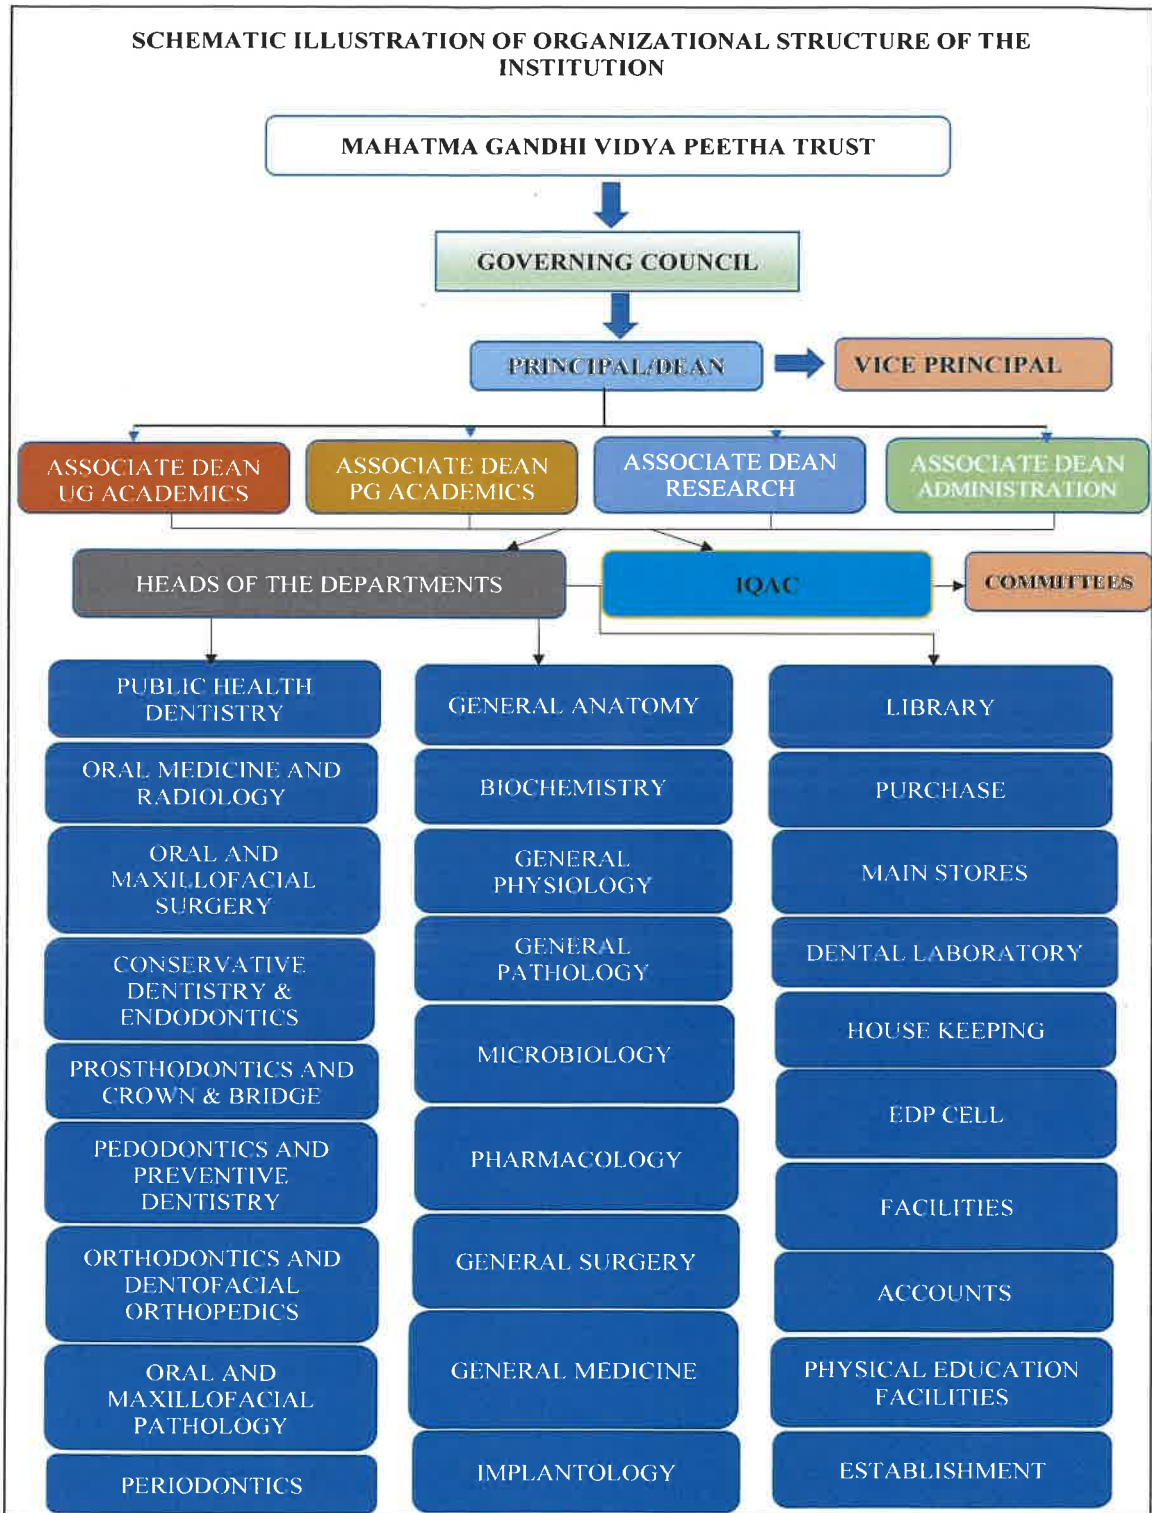 SCHEMATIC ILLUSTRATION OF ORGANIZATIONAL STRUCTURE OF THE
INSTITUTION
MAHATMA GANDHI VIDYA PEETHA TRUST
GOVERNING COUNCIL
PRINCIPAL/DEAN
VICE PRINCIPAL
ASSOCIATE DEAN
UG ACADEMICS
ASSOCIATE DEAN
PG ACADEMICS
ASSOCIATE DEAN
RESEARCH
ASSOCIATE DEAN
ADMINISTRATION
HEADS OF THE DEPARTMENTS
IQAC
COMMITTEES
PUBLIC HEALTH
DENTISTRY
ORAL MEDICINE AND
RADIOLOGY
ORAL AND
MAXILLOFACIAL
SURGERY
CONSERVATIVE
DENTISTRY &
ENDODONTICS
PROSTHODONTICS AND
CROWN & BRIDGE
PEDODONTICS AND
PREVENTIVE
DENTISTRY
ORTHODONTICS AND
DENTOFACIAL
ORTHOPEDICS
ORAL AND
MAXILLOFACIAL
PATHOLOGY
PERIODONTICS
GENERAL ANATOMY
BIOCHEMISTRY
GENERAL
PHYSIOLOGY
GENERAL
PATHOLOGY
MICROBIOLOGY
PHARMACOLOGY
GENERAL SURGERY
GENERAL MEDICINE
IMPLANTOLOGY
LIBRARY
PURCHASE
MAIN STORES
DENTAL LABORATORY
HOUSE KEEPING
EDP CELL
FACILITIES
ACCOUNTS
PHYSICAL EDUCATION
FACILITIES
ESTABLISHMENT